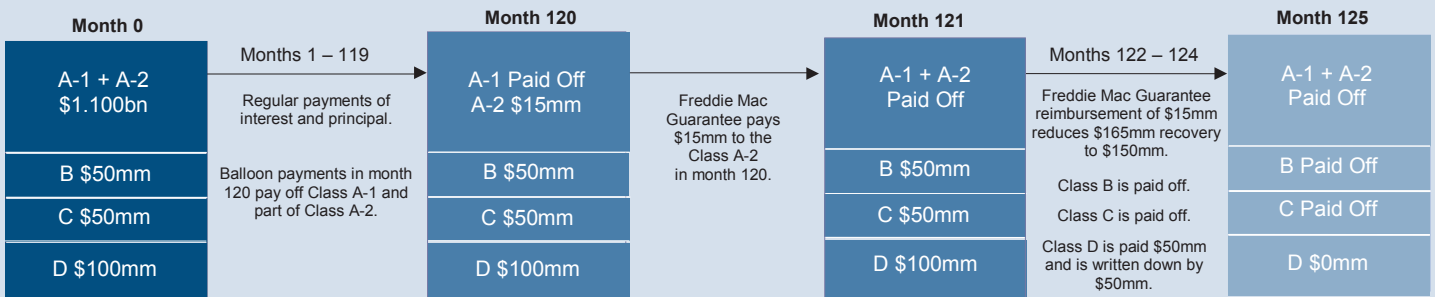 Month 0
A-1 + A-2
$1.100bn
B $50mm
C $50mm
D $100mm
Months 1 – 119
Regular payments of
interest and principal.
Balloon payments in month
120 pay off Class A-1 and
part of Class A-2.
Month 120
A-1 Paid Off
A-2 $15mm
B $50mm
C $50mm
D $100mm
Freddie Mac
Guarantee pays
$15mm to the
Class A-2
in month 120.
Month 121
A-1 + A-2
Paid Off
B $50mm
C $50mm
D $100mm
Months 122 – 124
Freddie Mac Guarantee
reimbursement of $15mm
reduces $165mm recovery
to $150mm.
Class B is paid off.
Class C is paid off.
Class D is paid $50mm
and is written down by
$50mm.
Month 125
A-1 + A-2
Paid Off
B Paid Off
C Paid Off
D $0mm